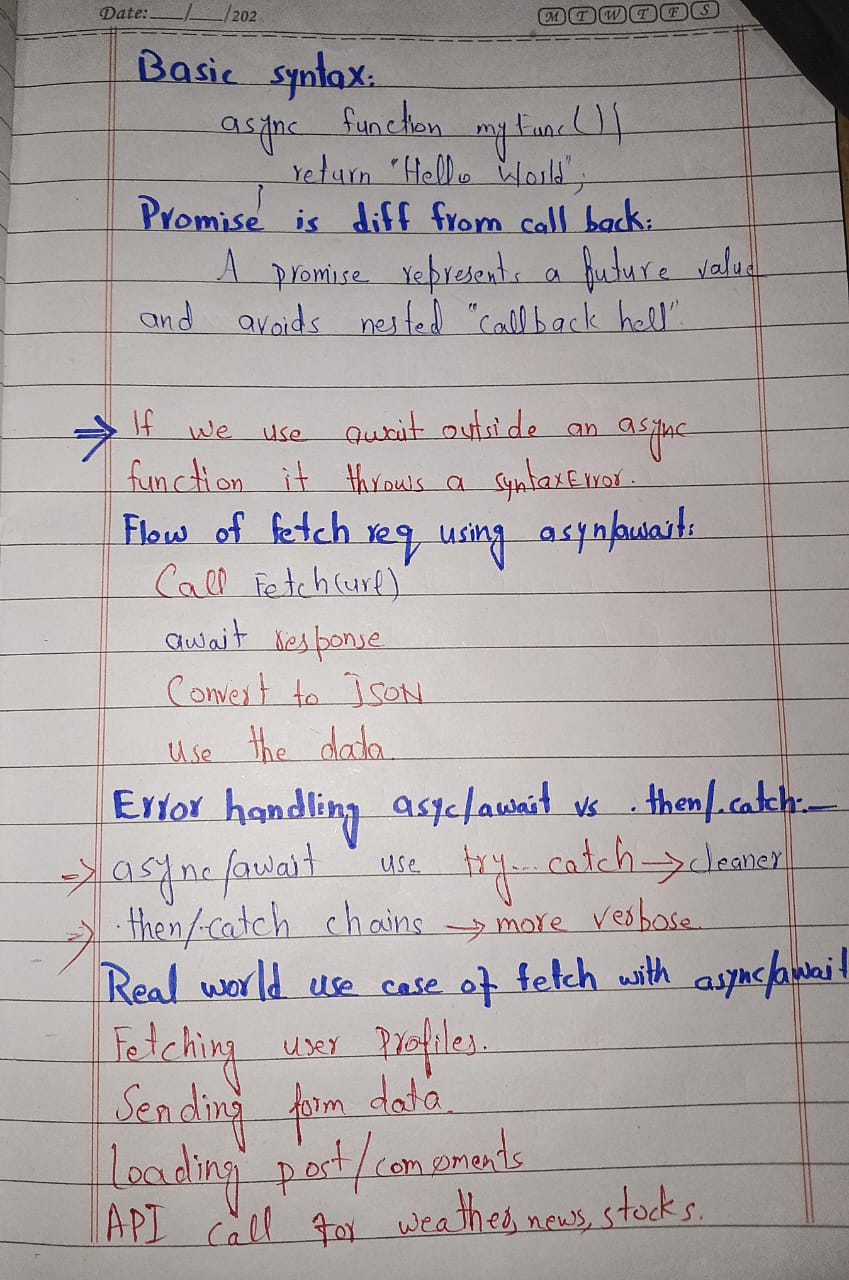 Date: __/__/202 M T W T F S
Basic syntax:
async function myFunc(){
return "Hello World";
}
Promise is diff from call back:
A promise represents a future value
and avoids nested "callback hell".
⇒ If we use await outside an async
function it throws a syntaxError.
Flow of fetch req using asyn/await:
Call Fetch(url)
await response
Convert to JSON
use the data.
Error handling asyc/await vs .then/.catch:-
⇒ async/await use try... catch → cleaner
⇒ .then/.catch chains → more verbose.
Real world use case of fetch with async/await
Fetching user profiles.
Sending form data.
Loading post/comoments
API call for weather, news, stocks.